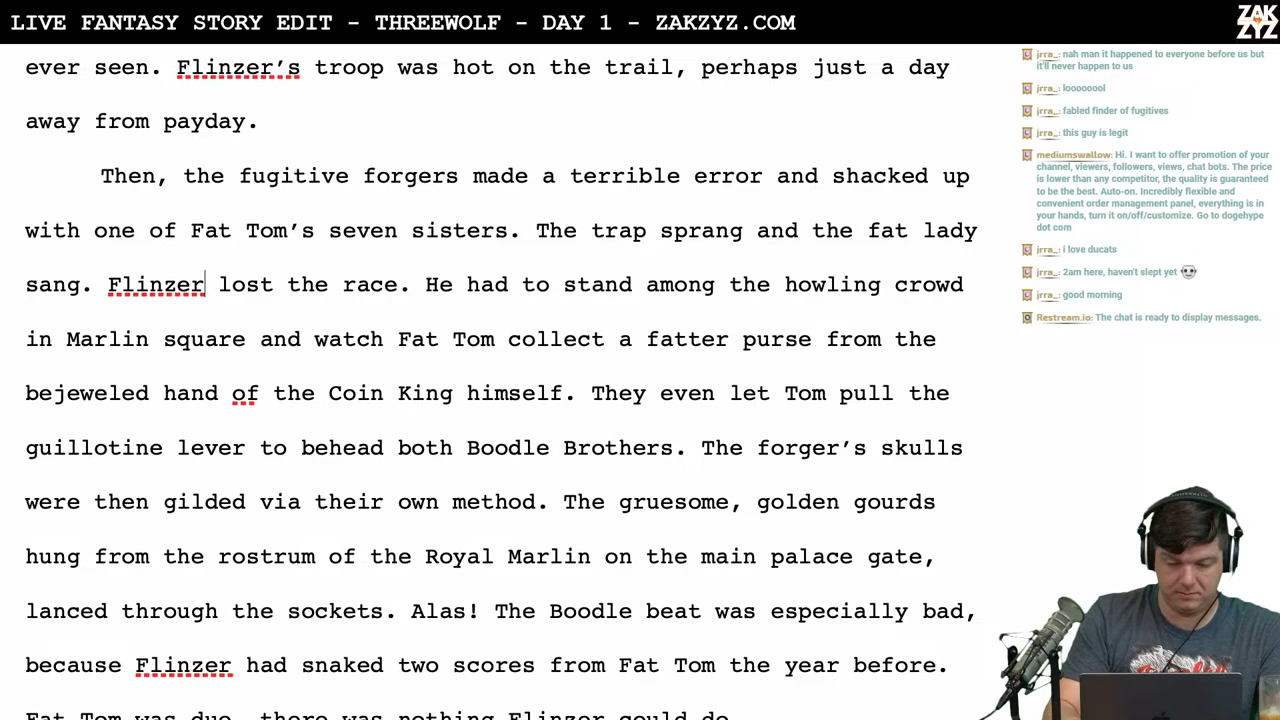 LIVE FANTASY STORY EDIT - THREEWOLF - DAY 1 - ZAKZYZ.COM
ZAK
ZYZ
ever seen. Flinzer’s troop was hot on the trail, perhaps just a day
away from payday.
Then, the fugitive forgers made a terrible error and shacked up
with one of Fat Tom’s seven sisters. The trap sprang and the fat lady
sang. Flinzer lost the race. He had to stand among the howling crowd
in Marlin square and watch Fat Tom collect a fatter purse from the
bejeweled hand of the Coin King himself. They even let Tom pull the
guillotine lever to behead both Boodle Brothers. The forger’s skulls
were then gilded via their own method. The gruesome, golden gourds
hung from the rostrum of the Royal Marlin on the main palace gate,
lanced through the sockets. Alas! The Boodle beat was especially bad,
because Flinzer had snaked two scores from Fat Tom the year before.
Fat Tom was due, there was nothing Flinzer could do.
jrra_: nah man it happened to everyone before us but
it'll never happen to us
jrra_: loooooool
jrra_: fabled finder of fugitives
jrra_: this guy is legit
mediumswallow: Hi. I want to offer promotion of your
channel, viewers, followers, views, chat bots. The price
is lower than any competitor, the quality is guaranteed
to be the best. Auto-on. Incredibly flexible and
convenient order management panel, everything is in
your hands, turn it on/off/customize. Go to dogehype
dot com
jrra_: i love ducats
jrra_: 2am here, haven't slept yet
jrra_: good morning
Restream.io: The chat is ready to display messages.